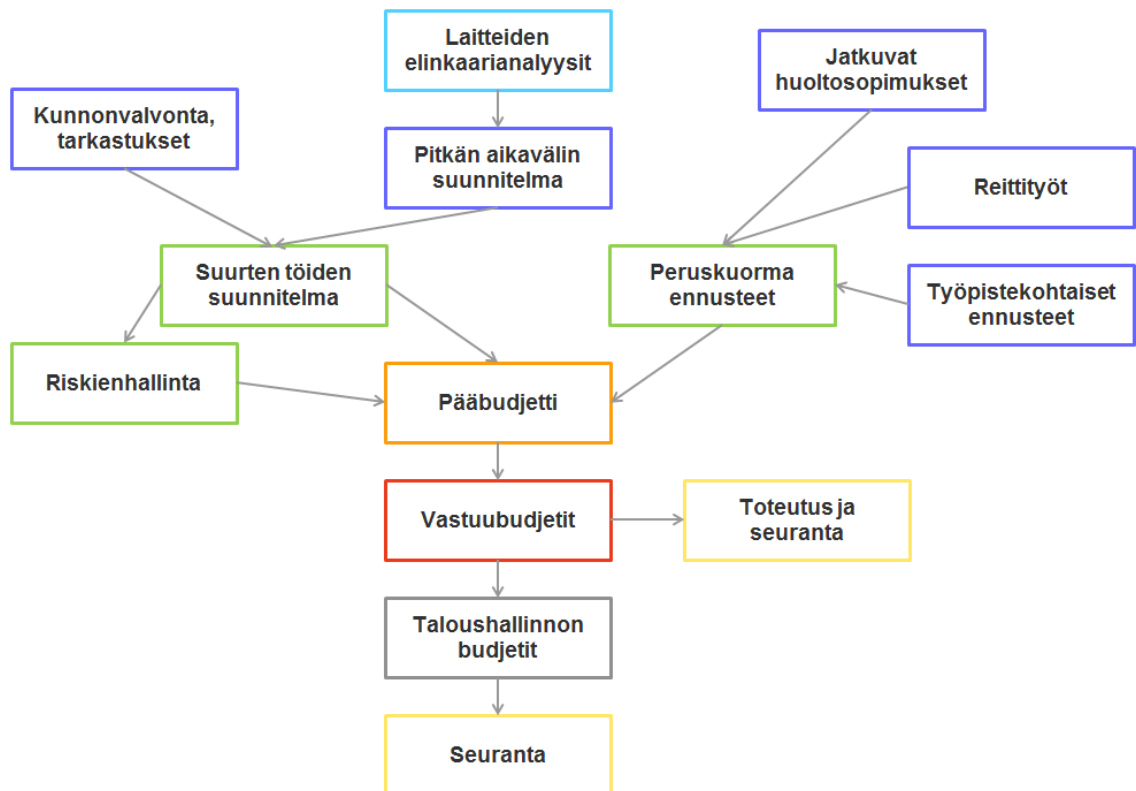 Laitteiden
elinkaarianalyysit
Jatkuvat
huoltosopimukset
Kunnonvalvonta,
tarkastukset
Pitkän aikavälin
suunnitelma
Reittityöt
Suurten töiden
suunnitelma
Peruskuorma
ennusteet
Työpistekohtaiset
ennusteet
Riskienhallinta
Pääbudjetti
Vastuubudjetit
Toteutus ja
seuranta
Taloushallinnon
budjetit
Seuranta